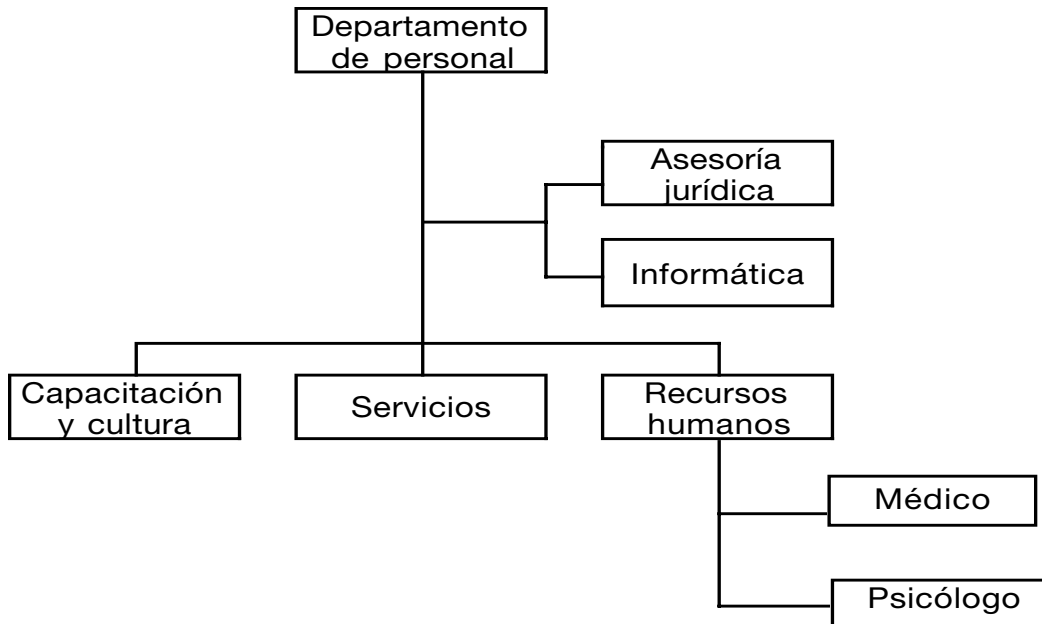 Departamento
de personal
Asesoría
jurídica
Informática
Capacitación
y cultura
Servicios
Recursos
humanos
Médico
Psicólogo